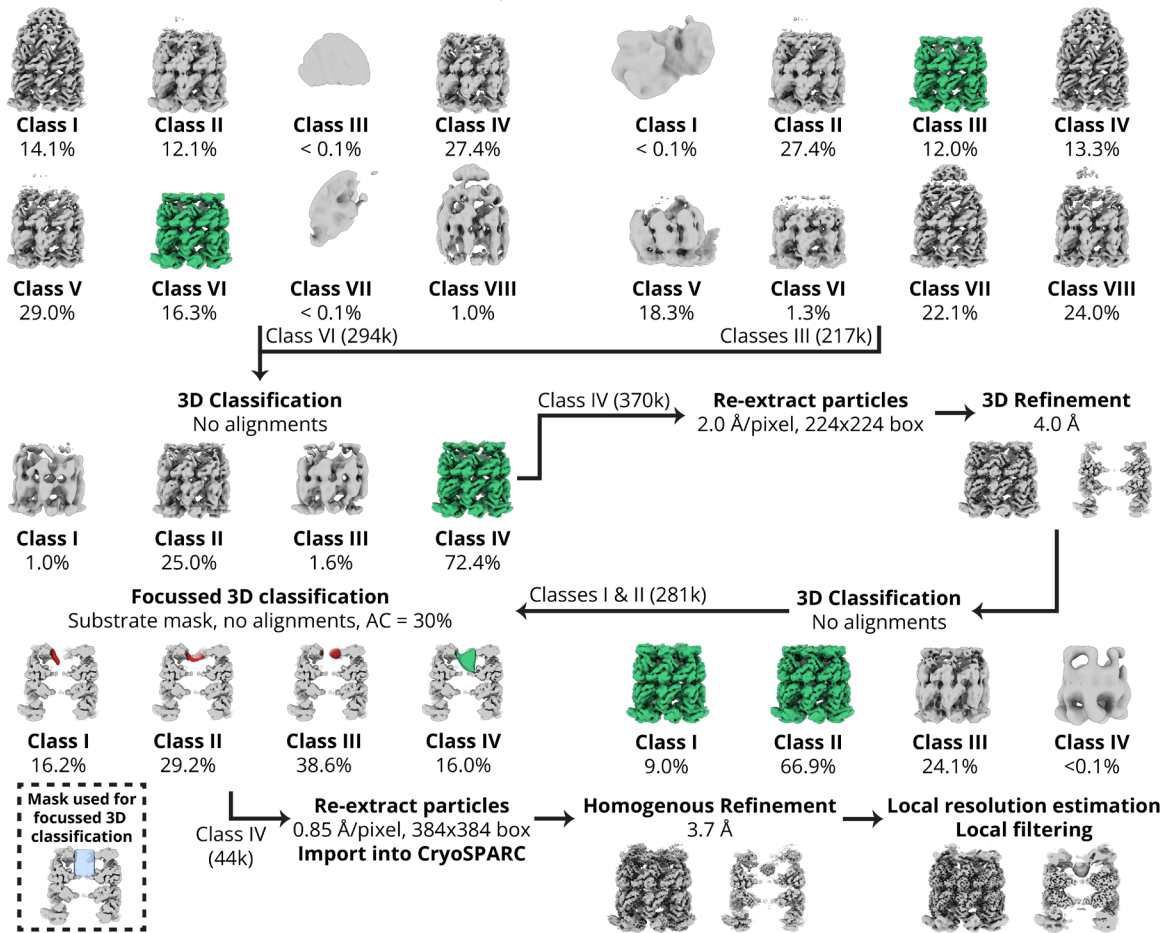 Class I
14.1%
Class II
12.1%
Class III
< 0.1%
Class IV
27.4%
Class I
< 0.1%
Class II
27.4%
Class III
12.0%
Class IV
13.3%
Class V
29.0%
Class VI
16.3%
Class VII
< 0.1%
Class VIII
1.0%
Class V
18.3%
Class VI
1.3%
Class VII
22.1%
Class VIII
24.0%
Class VI (294k)
Classes III (217k)
3D Classification
No alignments
Class IV (370k)
Re-extract particles
2.0 Å/pixel, 224x224 box
3D Refinement
4.0 Å
Class I
1.0%
Class II
25.0%
Class III
1.6%
Class IV
72.4%
Focussed 3D classification
Substrate mask, no alignments, AC = 30%
Classes I & II (281k)
3D Classification
No alignments
Class I
16.2%
Class II
29.2%
Class III
38.6%
Class IV
16.0%
Class I
9.0%
Class II
66.9%
Class III
24.1%
Class IV
<0.1%
Mask used for
focussed 3D
classification
Class IV
(44k)
Re-extract particles
0.85 Å/pixel, 384x384 box
Import into CryoSPARC
Homogenous Refinement
3.7 Å
Local resolution estimation
Local filtering